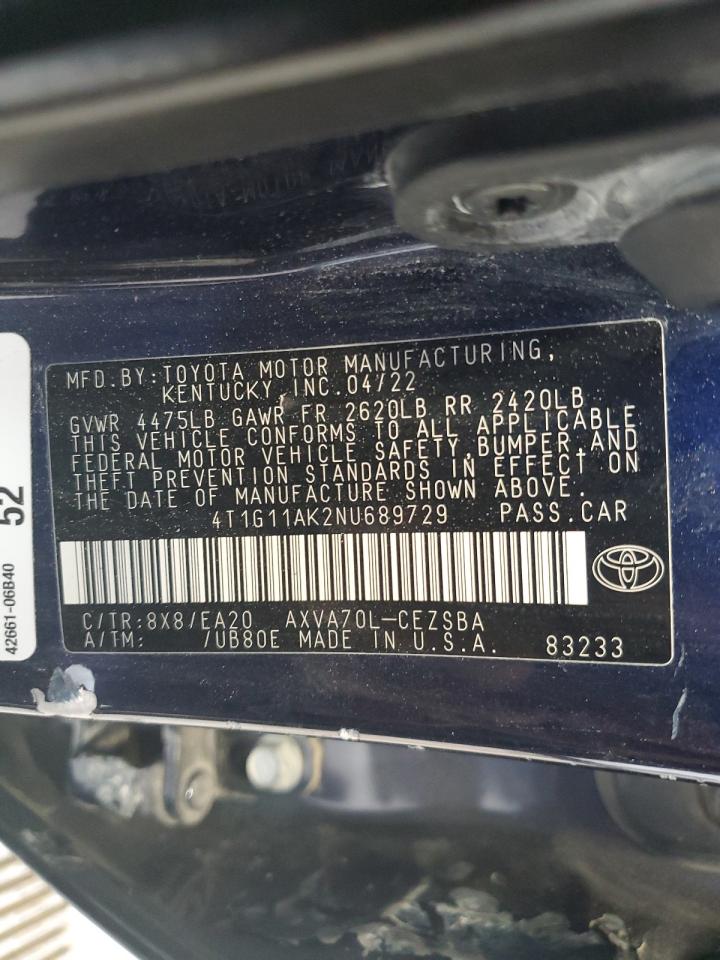 MFD. BY: TOYOTA MOTOR MANUFACTURING,
KENTUCKY, INC. 04/22
GVWR 4475LB GAWR FR 2620LB RR 2420LB
THIS VEHICLE CONFORMS TO ALL APPLICABLE
FEDERAL MOTOR VEHICLE SAFETY, BUMPER, AND
THEFT PREVENTION STANDARDS IN EFFECT ON
THE DATE OF MANUFACTURE SHOWN ABOVE.
4T1G11AK2NU689729 PASS. CAR
C/TR: 8X8/EA20 AXVA70L-CEZSBA
A/TM: /UB80E MADE IN U.S.A. 83233
52
42661-06B40